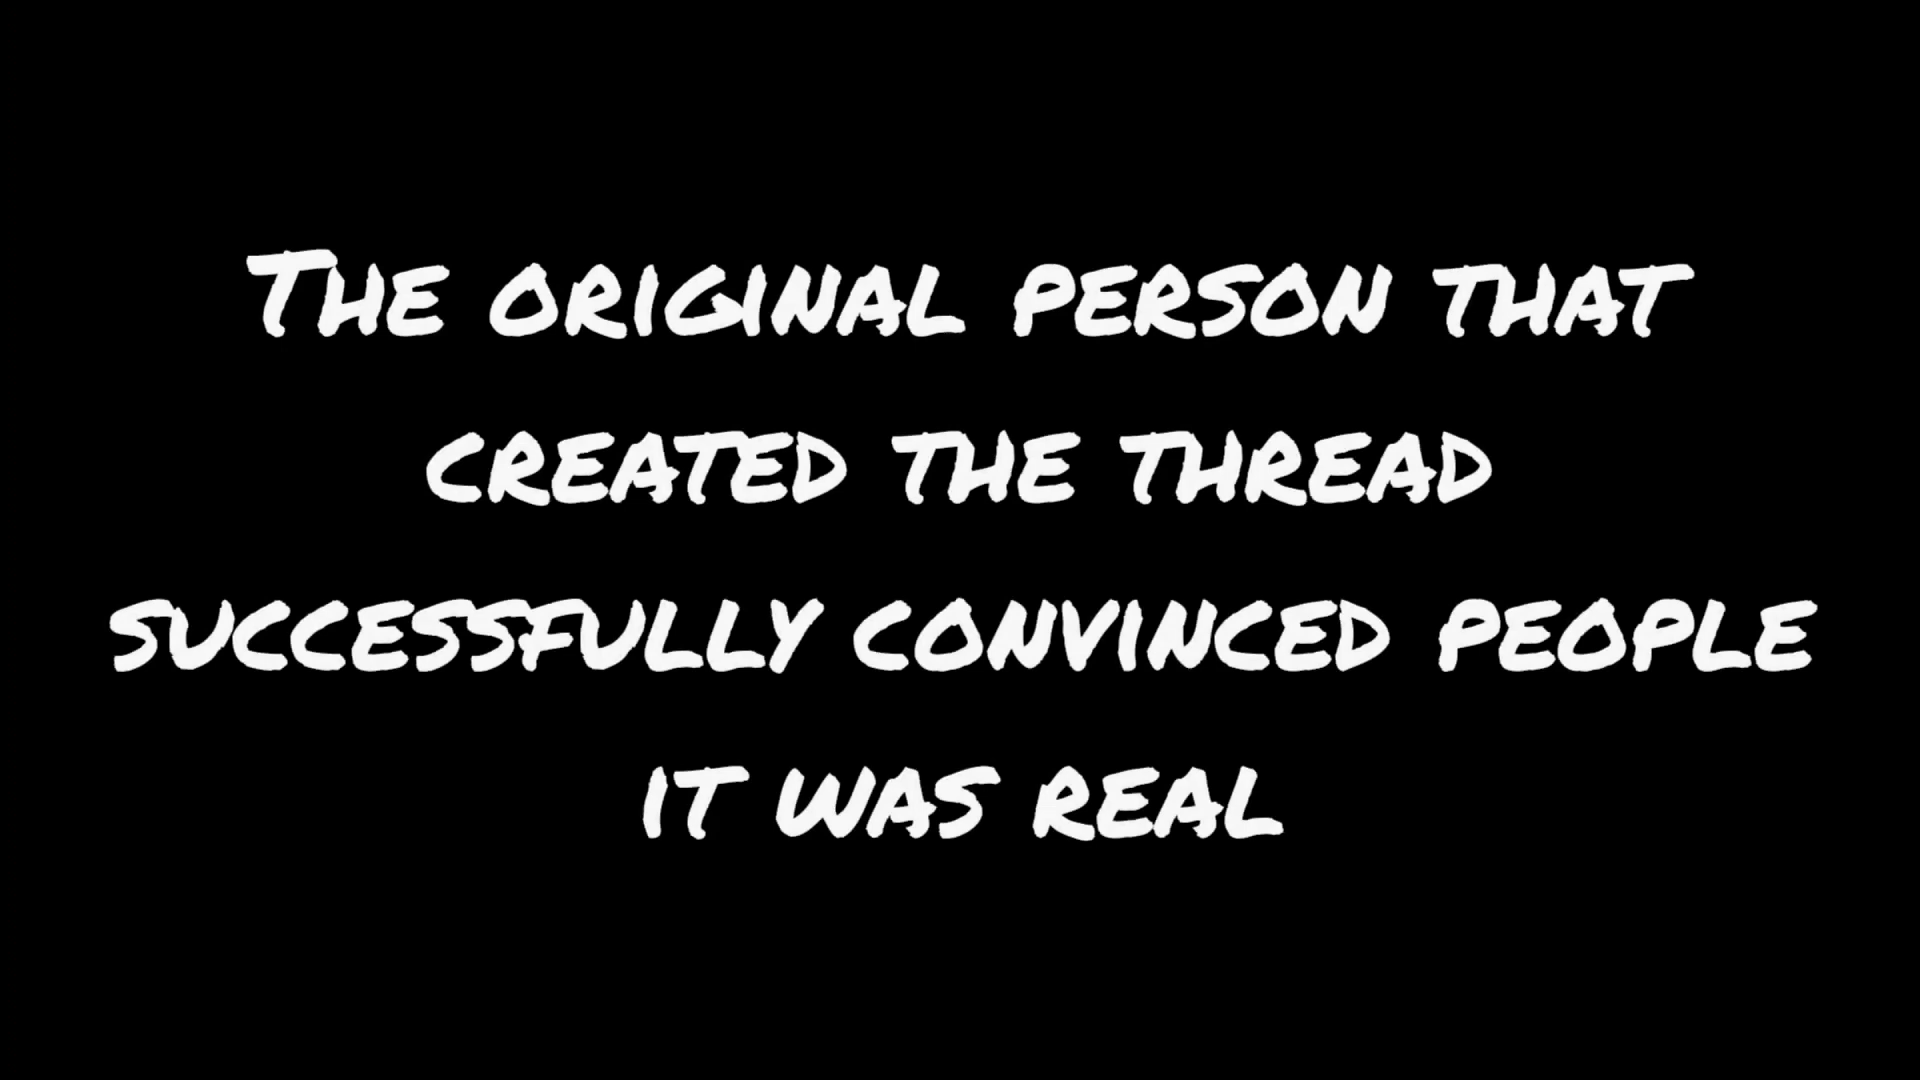 The original person that
created the thread
successfully convinced people
it was real